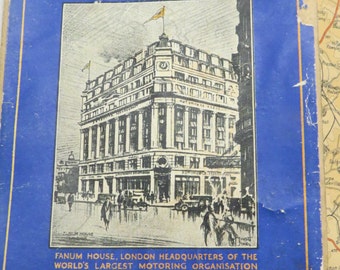 FANUM HOUSE, LONDON HEADQUARTERS OF THE
WORLD'S LARGEST MOTORING ORGANISATION